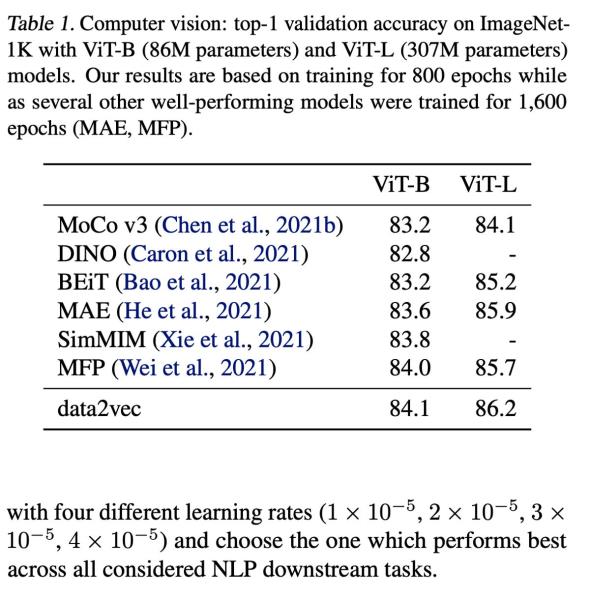 Table 1. Computer vision: top-1 validation accuracy on ImageNet-
1K with ViT-B (86M parameters) and ViT-L (307M parameters)
models. Our results are based on training for 800 epochs while
as several other well-performing models were trained for 1,600
epochs (MAE, MFP).
ViT-B ViT-L
MoCo v3 (Chen et al., 2021b) 83.2 84.1
DINO (Caron et al., 2021) 82.8 -
BEiT (Bao et al., 2021) 83.2 85.2
MAE (He et al., 2021) 83.6 85.9
SimMIM (Xie et al., 2021) 83.8 -
MFP (Wei et al., 2021) 84.0 85.7
data2vec 84.1 86.2
with four different learning rates (1 × 10⁻⁵, 2 × 10⁻⁵, 3 ×
10⁻⁵, 4 × 10⁻⁵) and choose the one which performs best
across all considered NLP downstream tasks.